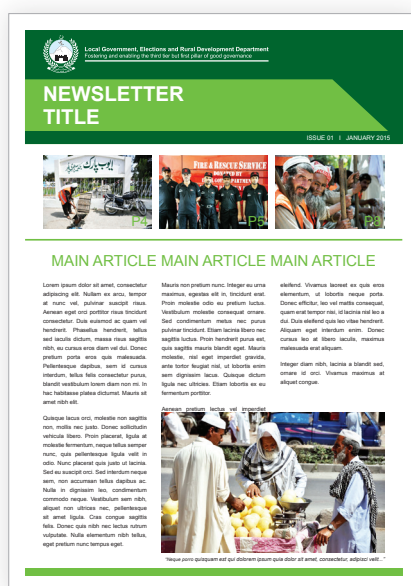 Local Government, Elections and Rural Development Department
Fostering and enabling the third tier but first pillar of good governance
NEWSLETTER
TITLE
ISSUE 01 I JANUARY 2015
P4
FIRE & RESCUE SERVICE
DONATED BY
P5
P8
MAIN ARTICLE MAIN ARTICLE MAIN ARTICLE
Lorem ipsum dolor sit amet, consectetur
adipiscing elit. Nullam ex arcu, tempor
at nunc vel, pulvinar suscipit risus.
Aenean eget orci porttitor risus tincidunt
consectetur. Duis euismod ac quam vel
hendrerit. Phasellus hendrerit, tellus
sed iaculis dictum, massa risus sagittis
nibh, eu cursus eros diam vel dui. Donec
pretium porta eros quis malesuada.
Pellentesque dapibus, sem id cursus
interdum, tellus felis consectetur purus,
blandit vestibulum lorem diam non mi. In
hac habitasse platea dictumst. Mauris sit
amet nibh elit.
Quisque lacus orci, molestie non sagittis
non, mollis nec justo. Donec sollicitudin
vehicula libero. Proin placerat, ligula at
molestie fermentum, neque tellus semper
nunc, quis pellentesque ligula velit in
odio. Nunc placerat quis justo ut lacinia.
Sed eu suscipit orci. Sed interdum neque
sem, non accumsan tellus dapibus ac.
Nulla in dignissim leo, condimentum
commodo neque. Vestibulum sem nibh,
aliquet non ultrices nec, pellentesque
sit amet ligula. Cras congue sagittis
felis. Donec quis nibh nec lectus rutrum
vulputate. Nulla elementum nibh tellus,
eget pretium nunc tempus eget.
Mauris non pretium nunc. Integer eu urna
maximus, egestas elit in, tincidunt erat.
Proin molestie odio eu pretium luctus.
Vestibulum molestie consequat ornare.
Sed condimentum metus nec purus
pulvinar tincidunt. Etiam lacinia libero nec
sagittis luctus. Proin hendrerit purus est,
quis sagittis mauris blandit eget. Mauris
molestie, nisl eget imperdiet gravida,
ante tortor feugiat nisl, ut lobortis enim
sem dignissim lacus. Quisque dictum
ligula nec ultricies. Etiam lobortis ex eu
fermentum porttitor.
Aenean pretium lectus vel imperdiet
eleifend. Vivamus laoreet ex quis eros
elementum, ut lobortis neque porta.
Donec efficitur, leo vel mattis consequat,
quam erat tempor nisi, id lacinia nisl leo a
dui. Duis eleifend quis leo vitae hendrerit.
Aliquam eget interdum enim. Donec
cursus leo at libero iaculis, maximus
malesuada erat aliquam.
Integer diam nibh, lacinia a blandit sed,
ornare id orci. Vivamus maximus at
aliquet congue.
"Neque porro quisquam est qui dolorem ipsum quia dolor sit amet, consectetur, adipisci velit..."